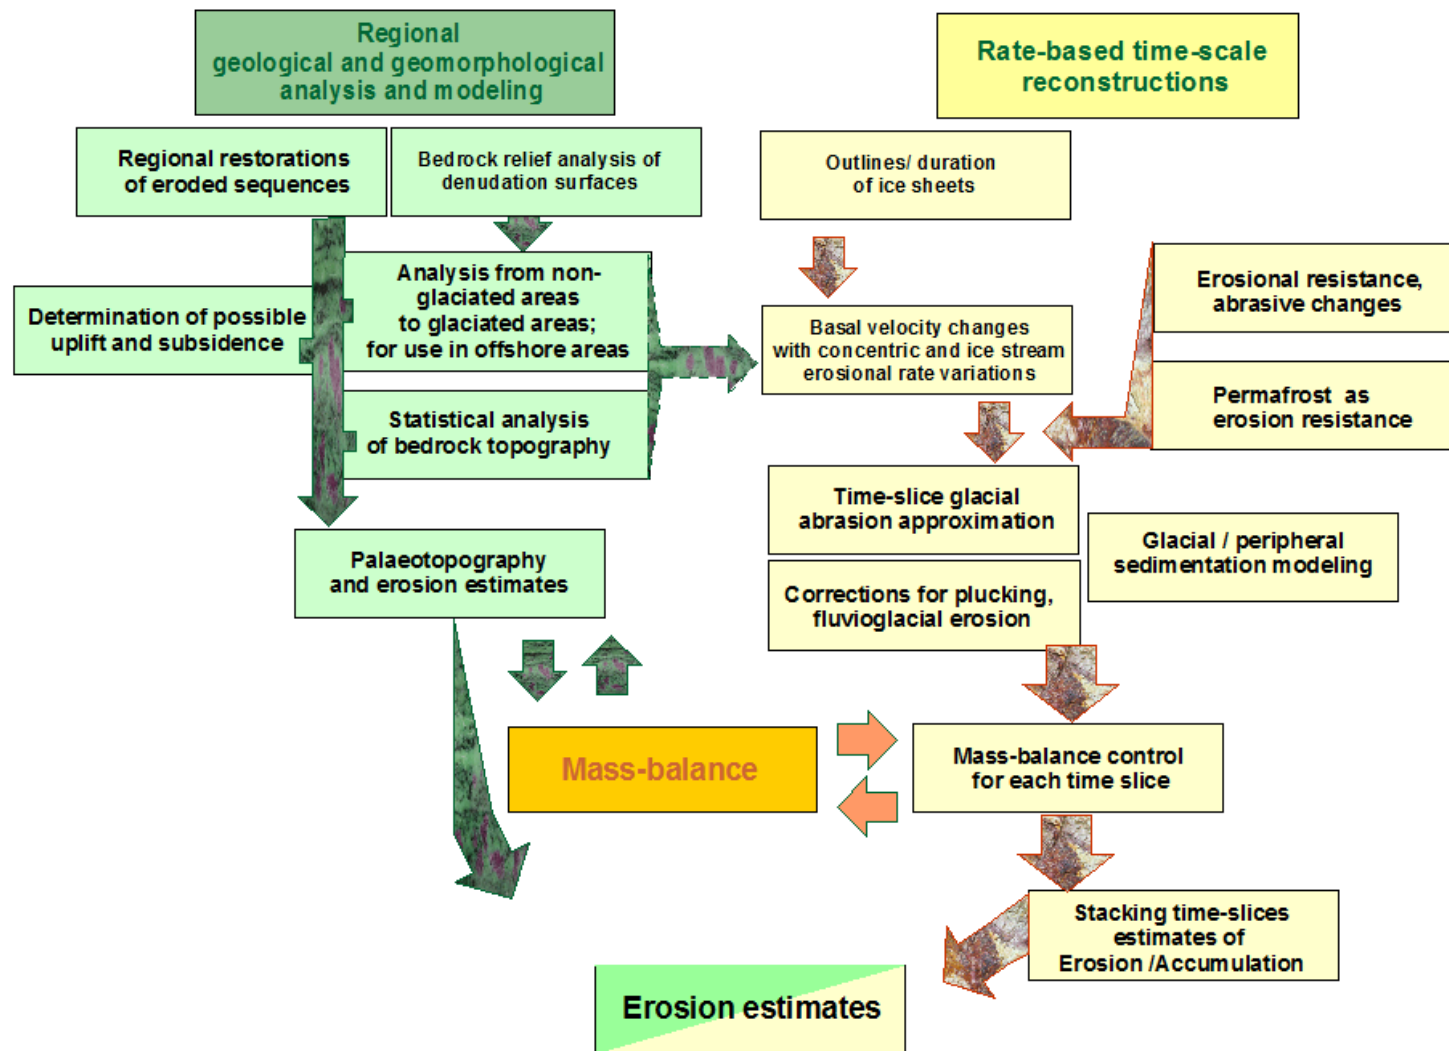 Regional
geological and geomorphological
analysis and modeling
Rate-based time-scale
reconstructions
Regional restorations
of eroded sequences
Bedrock relief analysis of
denudation surfaces
Outlines/ duration
of ice sheets
Analysis from non-
glaciated areas
to glaciated areas;
for use in offshore areas
Erosional resistance,
abrasive changes
Determination of possible
uplift and subsidence
Basal velocity changes
with concentric and ice stream
erosional rate variations
Statistical analysis
of bedrock topography
Permafrost as
erosion resistance
Time-slice glacial
abrasion approximation
Glacial / peripheral
sedimentation modeling
Palaeotopography
and erosion estimates
Corrections for plucking,
fluvioglacial erosion
Mass-balance
Mass-balance control
for each time slice
Stacking time-slices
estimates of
Erosion /Accumulation
Erosion estimates